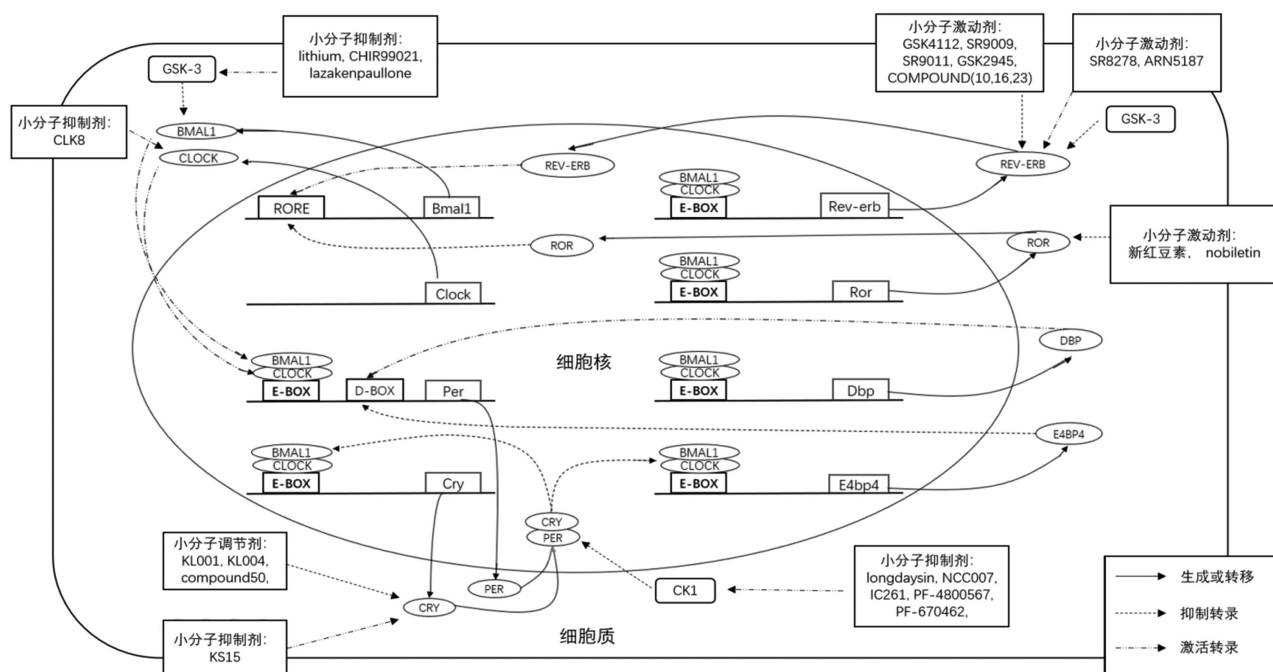 小分子抑制剂：
lithium, CHIR99021,
lazakenpaullone
小分子激动剂：
GSK4112, SR9009,
SR9011, GSK2945,
COMPOUND(10,16,23)
小分子激动剂：
SR8278, ARN5187
GSK-3
GSK-3
小分子抑制剂：
CLK8
BMAL1
CLOCK
REV-ERB
REV-ERB
BMAL1
CLOCK
E-BOX
Rev-erb
RORE
Bmal1
ROR
ROR
小分子激动剂：
新红豆素， nobiletin
BMAL1
CLOCK
E-BOX
Ror
Clock
细胞核
DBP
BMAL1
CLOCK
E-BOX
D-BOX
Per
BMAL1
CLOCK
E-BOX
Dbp
E4BP4
BMAL1
CLOCK
E-BOX
Cry
BMAL1
CLOCK
E-BOX
E4bp4
CRY
PER
小分子调节剂：
KL001, KL004,
compound50,
PER
CRY
CK1
小分子抑制剂：
longdaysin, NCC007,
IC261, PF-4800567,
PF-670462,
小分子抑制剂：
KS15
细胞质
生成或转移
抑制转录
激活转录